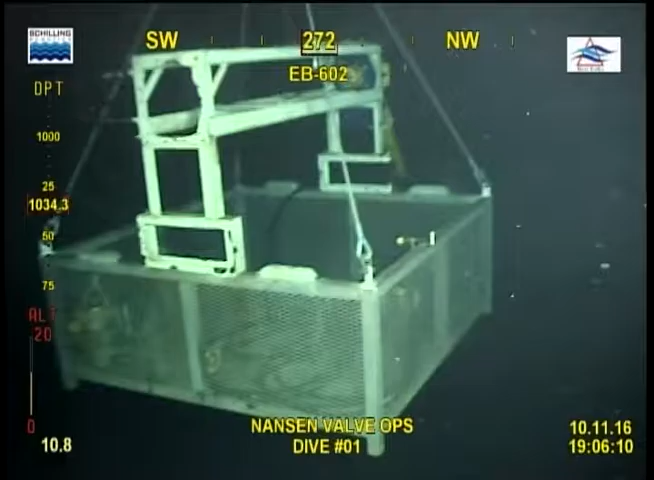 SCHILLING
SW
272
NW
EB-602
DPT
1000
25
1034.3
50
75
ALT
20
0
10.8
NANSEN VALVE OPS
DIVE #01
10.11.16
19:06:10